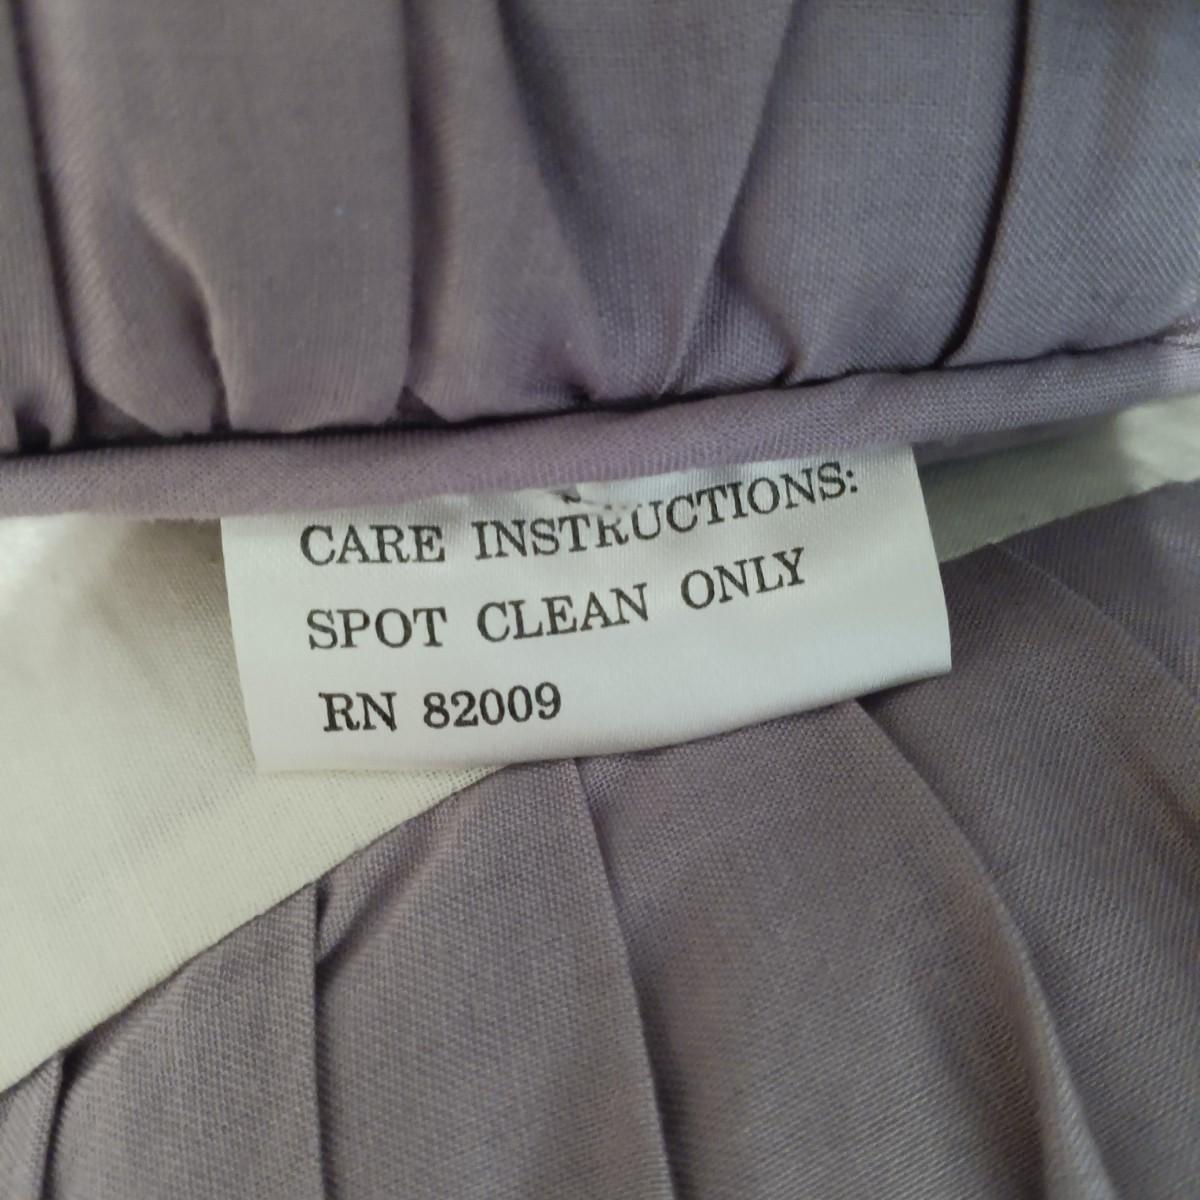 CARE INSTRUCTIONS:
SPOT CLEAN ONLY
RN 82009